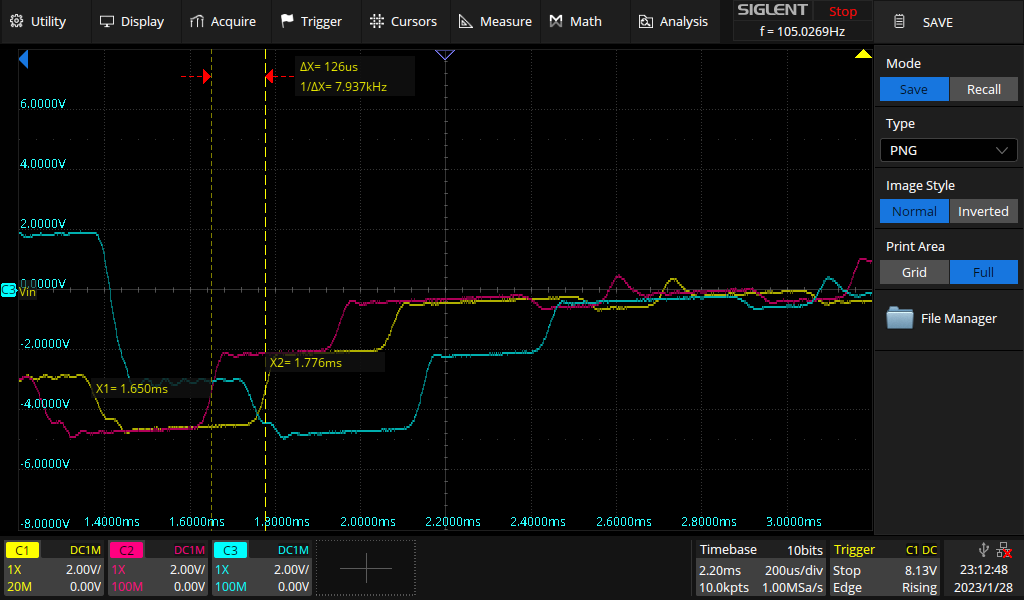 Utility Display Acquire Trigger Cursors Measure Math Analysis
SIGLENT Stop
f = 105.0269Hz
SAVE
Mode
Save Recall
Type
PNG
Image Style
Normal Inverted
Print Area
Grid Full
File Manager
ΔX= 126us
1/ΔX= 7.937kHz
6.0000V
4.0000V
2.0000V
0.0000V
C3 Vin
-2.0000V
X2= 1.776ms
X1= 1.650ms
-4.0000V
-6.0000V
-8.0000V 1.4000ms 1.6000ms 1.8000ms 2.0000ms 2.2000ms 2.4000ms 2.6000ms 2.8000ms 3.0000ms
C1 DC1M
1X 2.00V/
20M 0.00V
C2 DC1M
1X 2.00V/
100M 0.00V
C3 DC1M
1X 2.00V/
100M 0.00V
Timebase 10bits
2.20ms 200us/div
10.0kpts 1.00MSa/s
Trigger C1 DC
Stop 8.13V
Edge Rising
23:12:48
2023/1/28